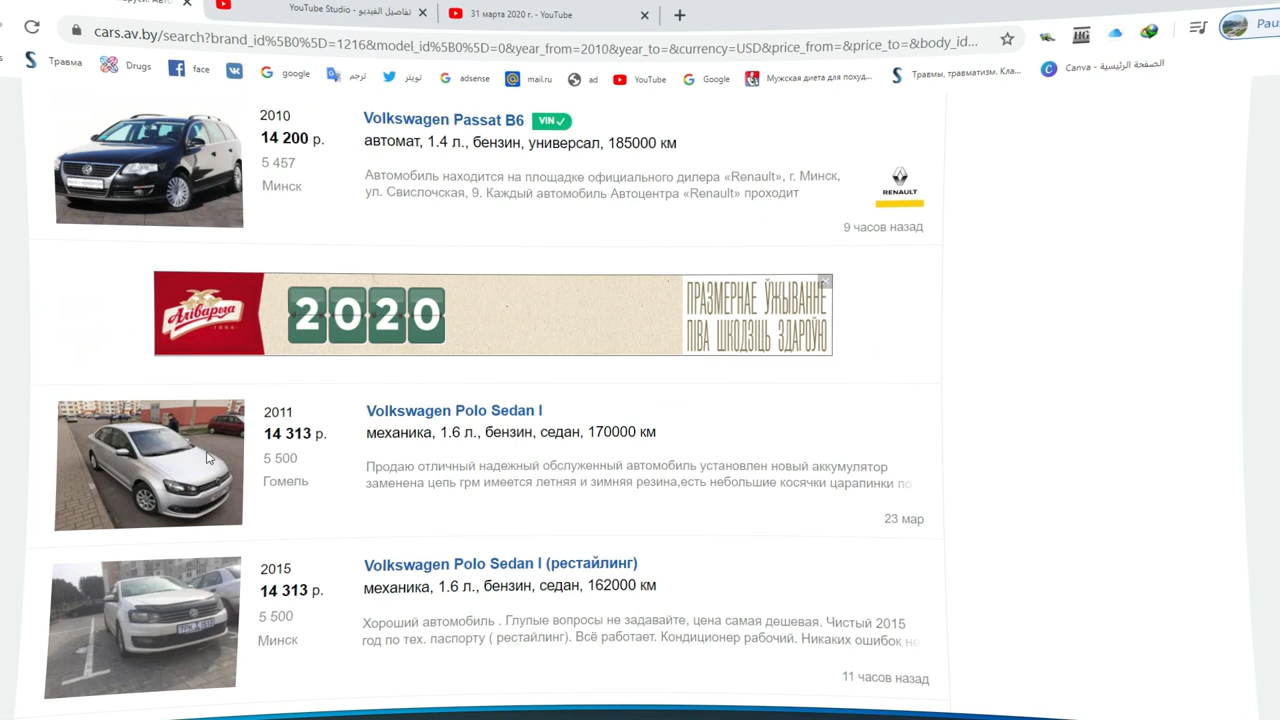 YouTube Studio - تفاصيل الفيديو
31 марта 2020 г. - YouTube
cars.av.by/search?brand_id%5B0%5D=1216&model_id%5B0%5D=0&year_from=2010&year_to=&currency=USD&price_from=&price_to=&body_id...
Травма
Drugs
face
google
ترجم
تويتر
adsense
mail.ru
ad
YouTube
Google
Мужская диета для похуд...
Травмы, травматизм, Кла...
الصفحة الرئيسية - Canva
2010
14 200 р.
5 457
Минск
Volkswagen Passat B6 VIN
автомат, 1.4 л., бензин, универсал, 185000 км
Автомобиль находится на площадке официального дилера «Renault», г. Минск,
ул. Свислочская, 9. Каждый автомобиль Автоцентра «Renault» проходит
RENAULT
9 часов назад
Алiварыя
1864
2020
ПРАЗМЕРНАЕ ЎЖЫВАННЕ
ПІВА ШКОДЗІЦЬ ЗДАРОЎЮ
2011
14 313 р.
5 500
Гомель
Volkswagen Polo Sedan I
механика, 1.6 л., бензин, седан, 170000 км
Продаю отличный надежный обслуженный автомобиль установлен новый аккумулятор
заменена цепь грм имеется летняя и зимняя резина,есть небольшие косячки царапинки по
23 мар
2015
14 313 р.
5 500
Минск
Volkswagen Polo Sedan I (рестайлинг)
механика, 1.6 л., бензин, седан, 162000 км
Хороший автомобиль . Глупые вопросы не задавайте, цена самая дешевая. Чистый 2015
год по тех. паспорту ( рестайлинг). Всё работает. Кондиционер рабочий. Никаких ошибок не
11 часов назад